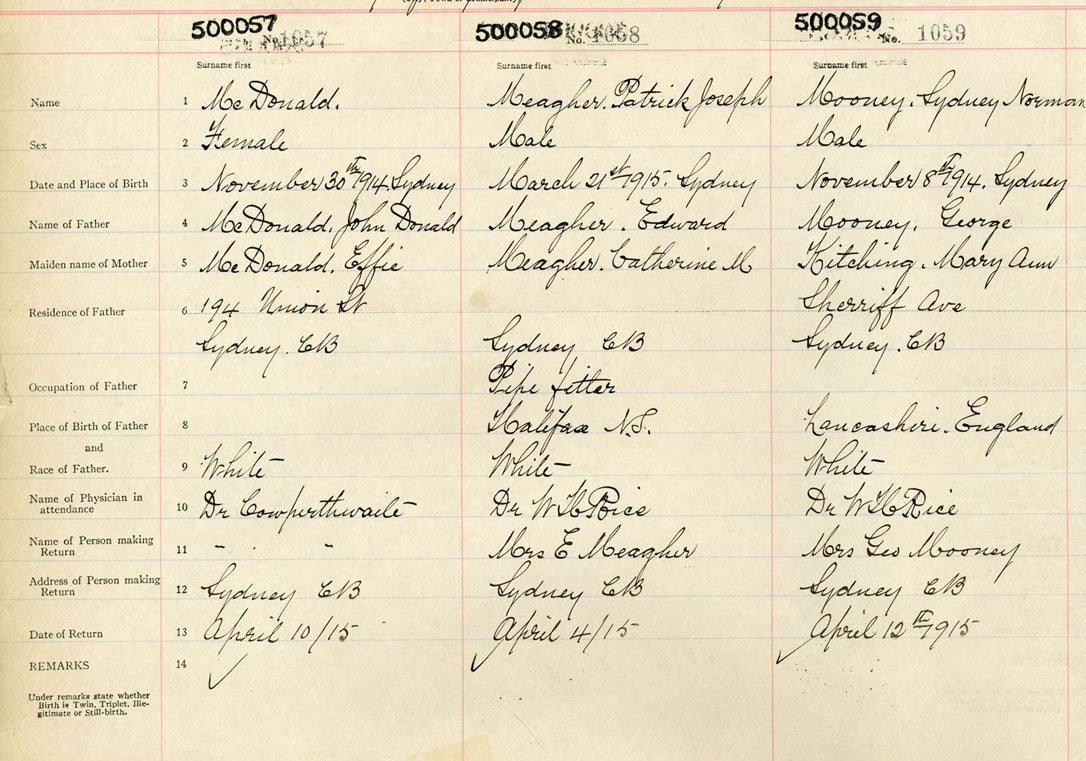 500057 500058 500059
No. 1057 No. 1058 No. 1059
Surname first Surname first Surname first
Name 1 McDonald. Meagher. Patrick Joseph Mooney. Sydney Norman
Sex 2 Female Male Male
Date and Place of Birth 3 November 30th 1914. Sydney March 21st 1915. Sydney November 8th 1914. Sydney
Name of Father 4 McDonald. John Donald Meagher. Edward Mooney. George
Maiden name of Mother 5 McDonald. Effie Meagher. Catherine M Kitching. Mary Ann
Residence of Father 6 194 Union St Sherriff Ave
Sydney. CB Sydney CB Sydney. CB
Occupation of Father 7 Pipe fitter
Place of Birth of Father 8 Halifax N.S. Lancashire. England
and
Race of Father. 9 White White White
Name of Physician in
attendance 10 Dr Cowperthwaite Dr W H Rice Dr W H Rice
Name of Person making
Return 11 " " Mrs E Meagher Mrs Geo Mooney
Address of Person making
Return 12 Sydney CB Sydney CB Sydney CB
Date of Return 13 April 10/15 April 4/15 April 12th 1915
REMARKS 14
Under remarks state whether
Birth is Twin, Triplet, Ille-
gitimate or Still-birth.